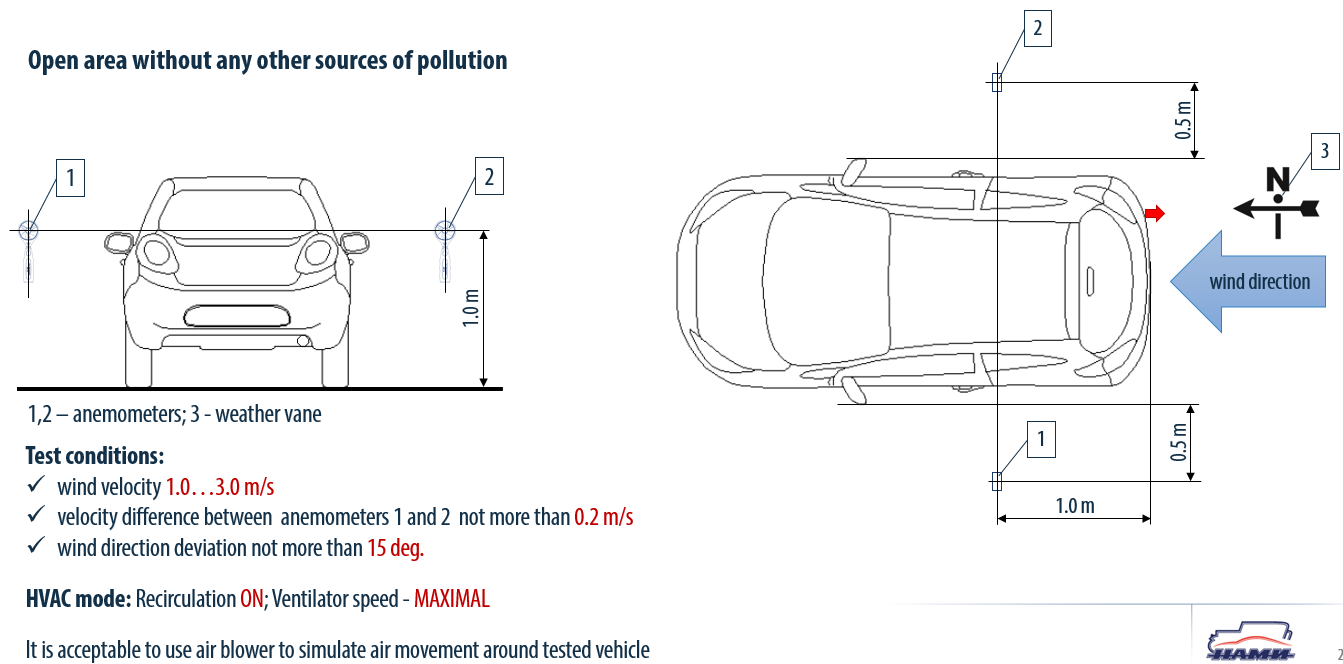 Open area without any other sources of pollution
1
2
1.0 m
1,2 – anemometers; 3 - weather vane
Test conditions:
✓ wind velocity 1.0…3.0 m/s
✓ velocity difference between anemometers 1 and 2 not more than 0.2 m/s
✓ wind direction deviation not more than 15 deg.
HVAC mode: Recirculation ON; Ventilator speed - MAXIMAL
It is acceptable to use air blower to simulate air movement around tested vehicle
2
0.5 m
3
N
wind direction
1
0.5 m
1.0 m
НАМИ
2